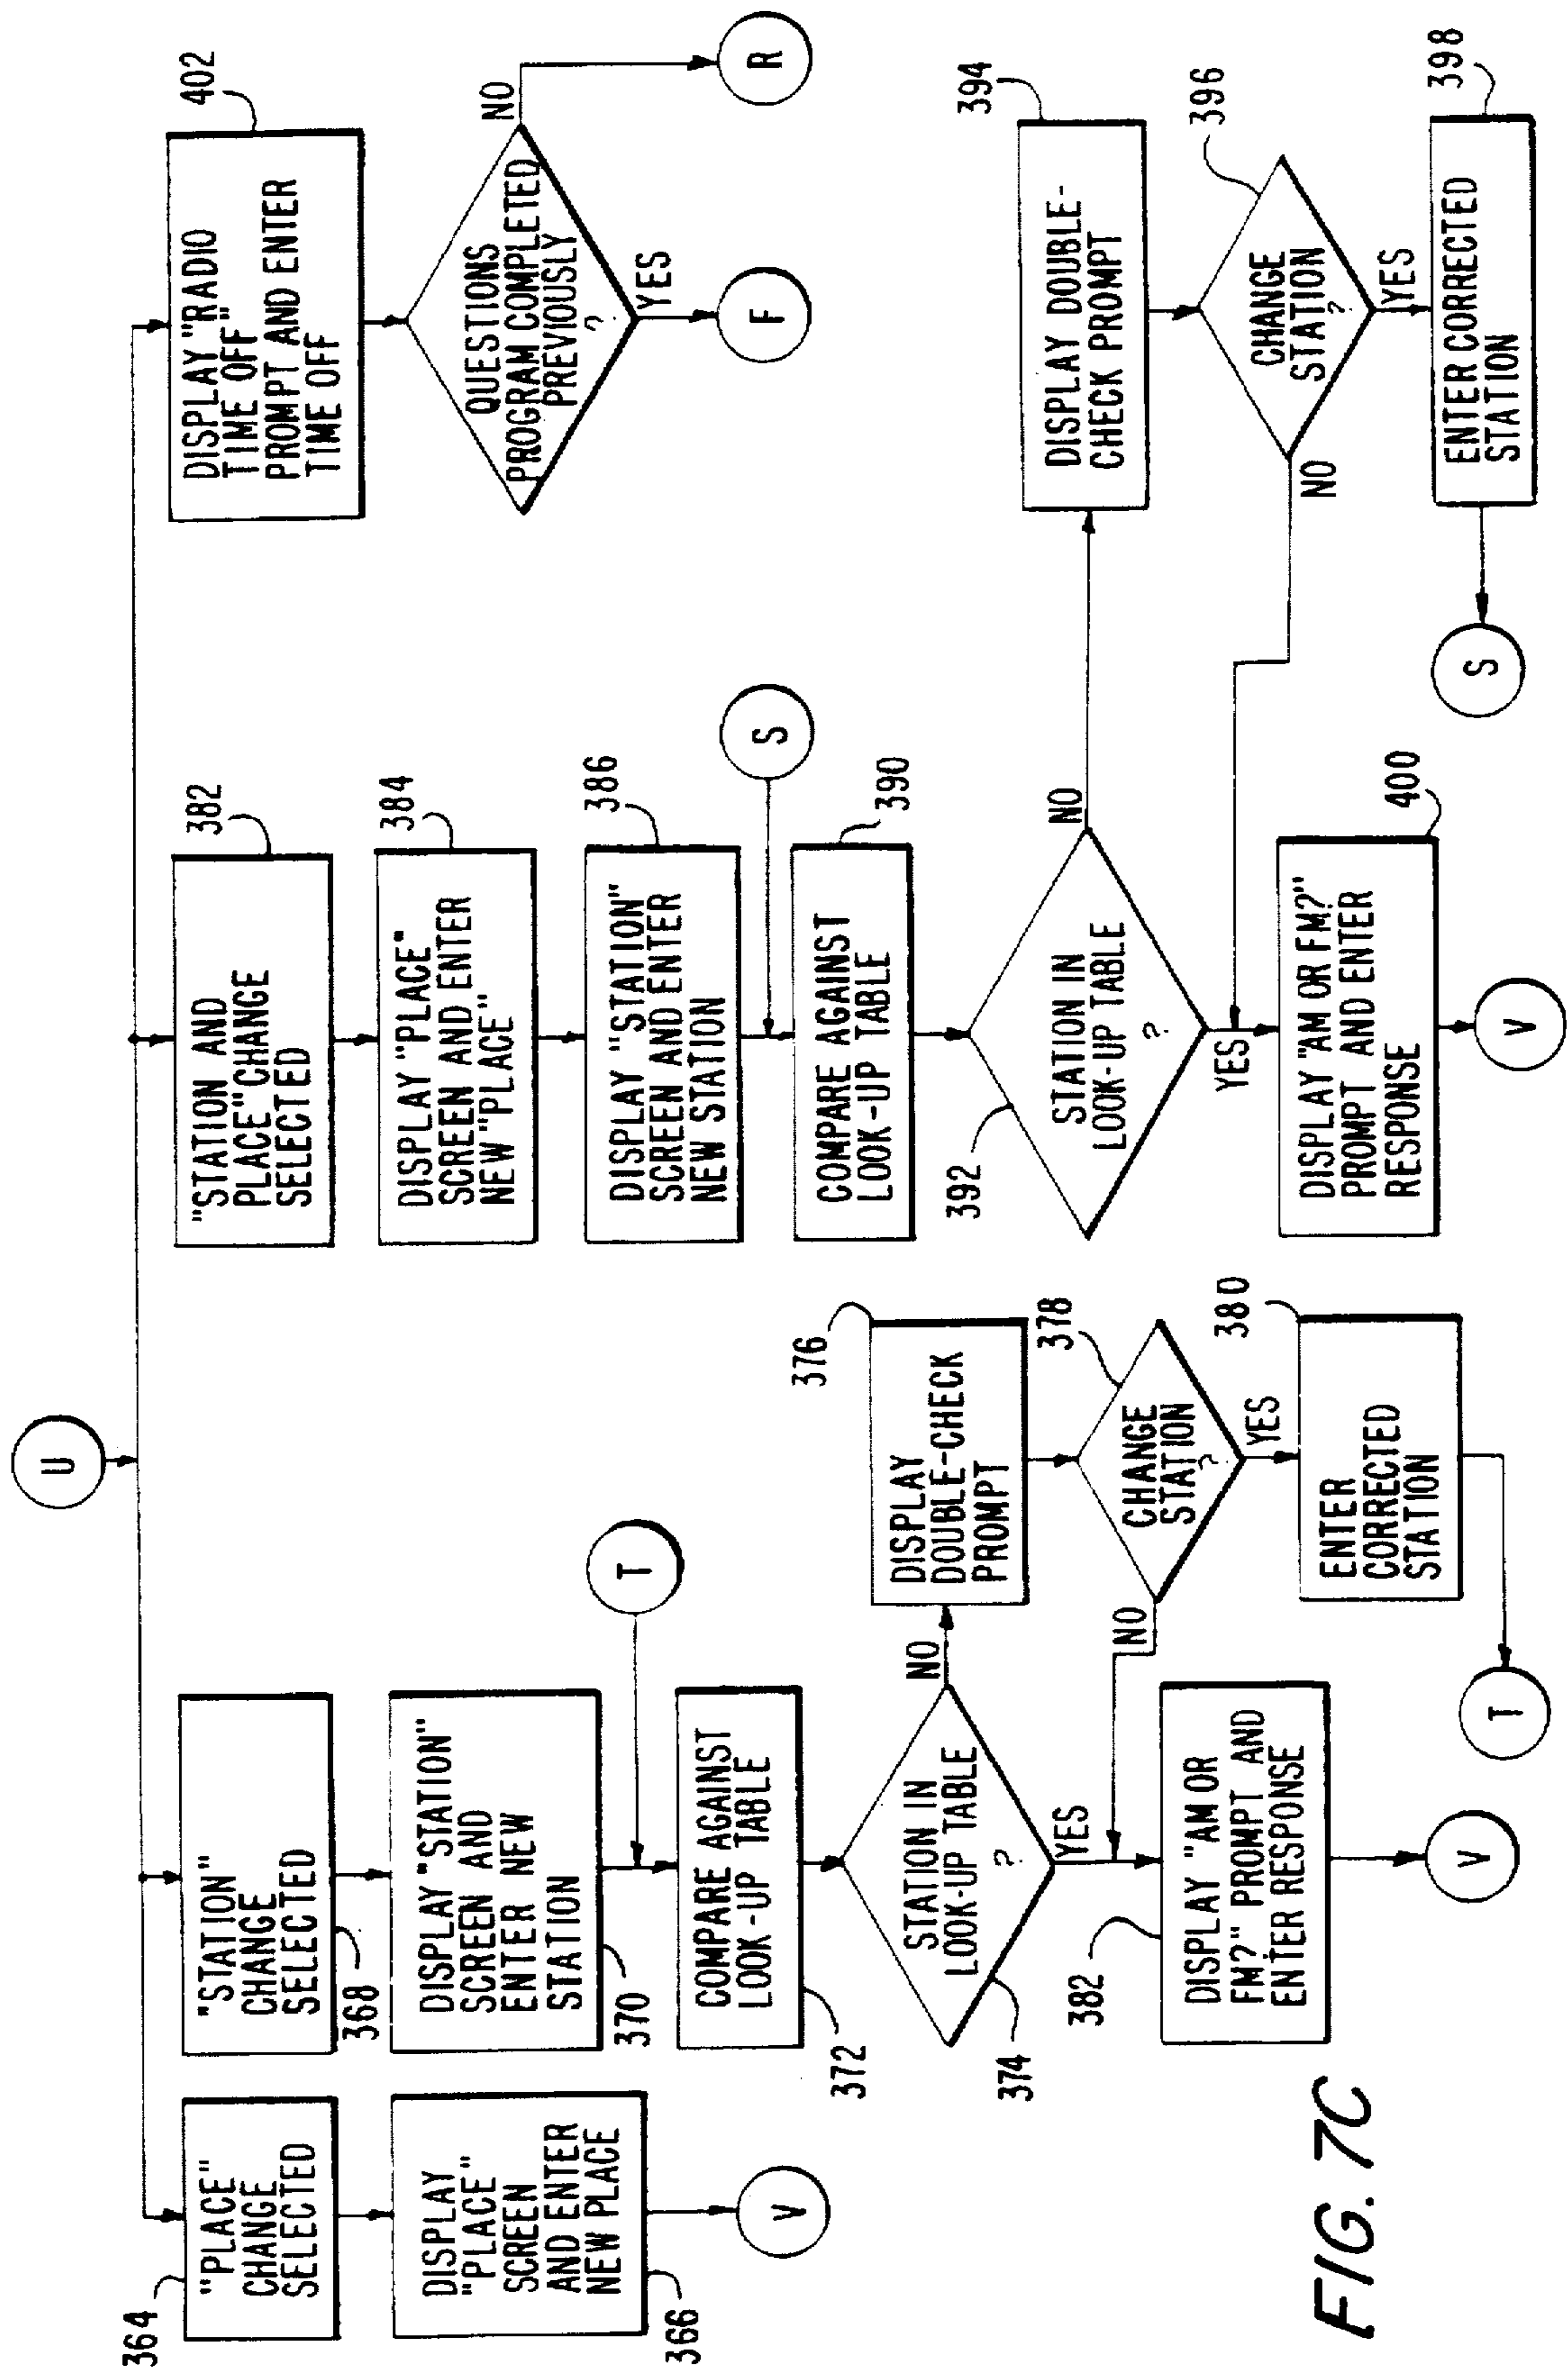 U
364
"PLACE"
CHANGE
SELECTED
DISPLAY
"PLACE"
SCREEN
AND ENTER
NEW PLACE
366
V
"STATION"
CHANGE
SELECTED
368
DISPLAY "STATION"
SCREEN AND
ENTER NEW
STATION
370
T
COMPARE AGAINST
LOOK-UP TABLE
372
STATION IN
LOOK-UP TABLE
?
374
NO
YES
376
DISPLAY
DOUBLE-CHECK
PROMPT
378
CHANGE
STATION
?
NO
YES
380
ENTER
CORRECTED
STATION
T
382
DISPLAY "AM OR
FM?" PROMPT AND
ENTER RESPONSE
V
382
"STATION AND
PLACE" CHANGE
SELECTED
384
DISPLAY "PLACE"
SCREEN AND ENTER
NEW "PLACE"
386
DISPLAY "STATION"
SCREEN AND ENTER
NEW STATION
S
390
COMPARE AGAINST
LOOK-UP TABLE
392
STATION IN
LOOK-UP TABLE
?
NO
YES
394
DISPLAY DOUBLE-
CHECK PROMPT
396
CHANGE
STATION
?
NO
YES
398
ENTER CORRECTED
STATION
S
400
DISPLAY "AM OR FM?"
PROMPT AND ENTER
RESPONSE
V
402
DISPLAY "RADIO
TIME OFF"
PROMPT AND ENTER
TIME OFF
QUESTIONS
PROGRAM COMPLETED
PREVIOUSLY
?
NO
R
YES
F
FIG. 7C